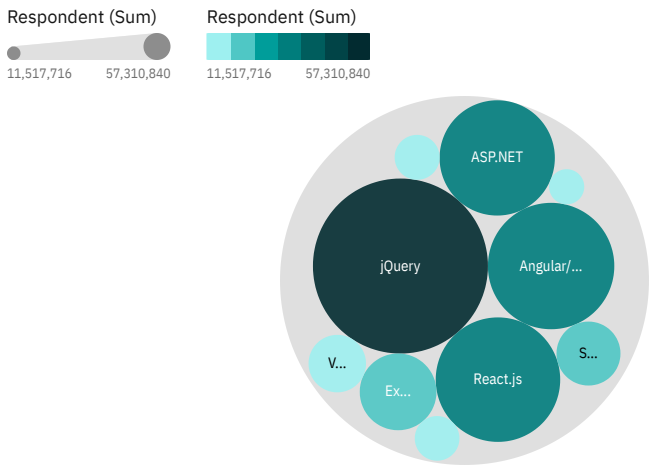 Respondent (Sum)
11,517,716 57,310,840
Respondent (Sum)
11,517,716 57,310,840
ASP.NET
jQuery
Angular/...
V...
Ex...
React.js
S...